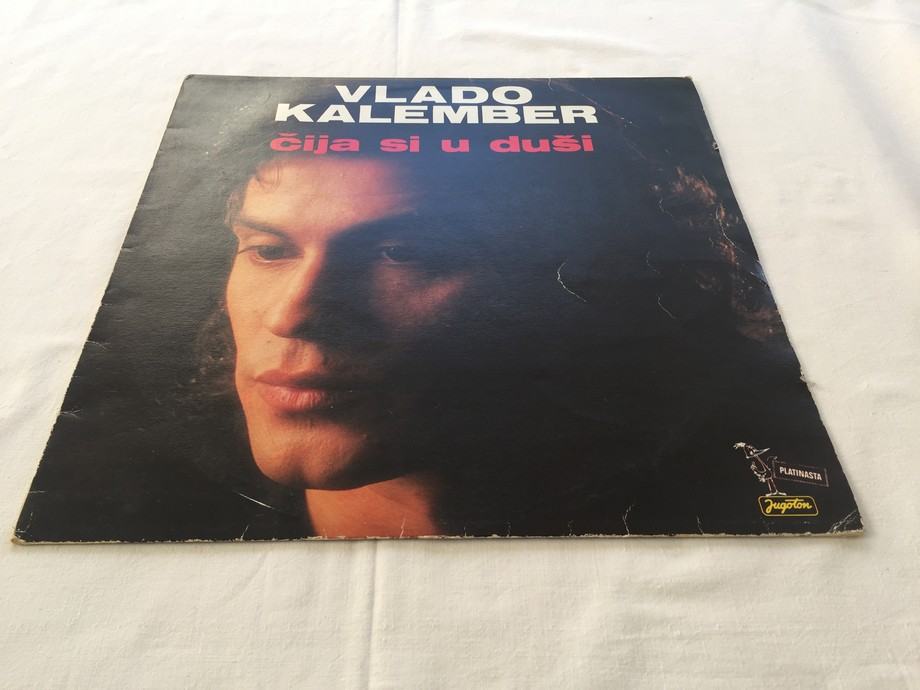 VLADO
KALEMBER
čija si u duši
PLATINASTA
Jugoton